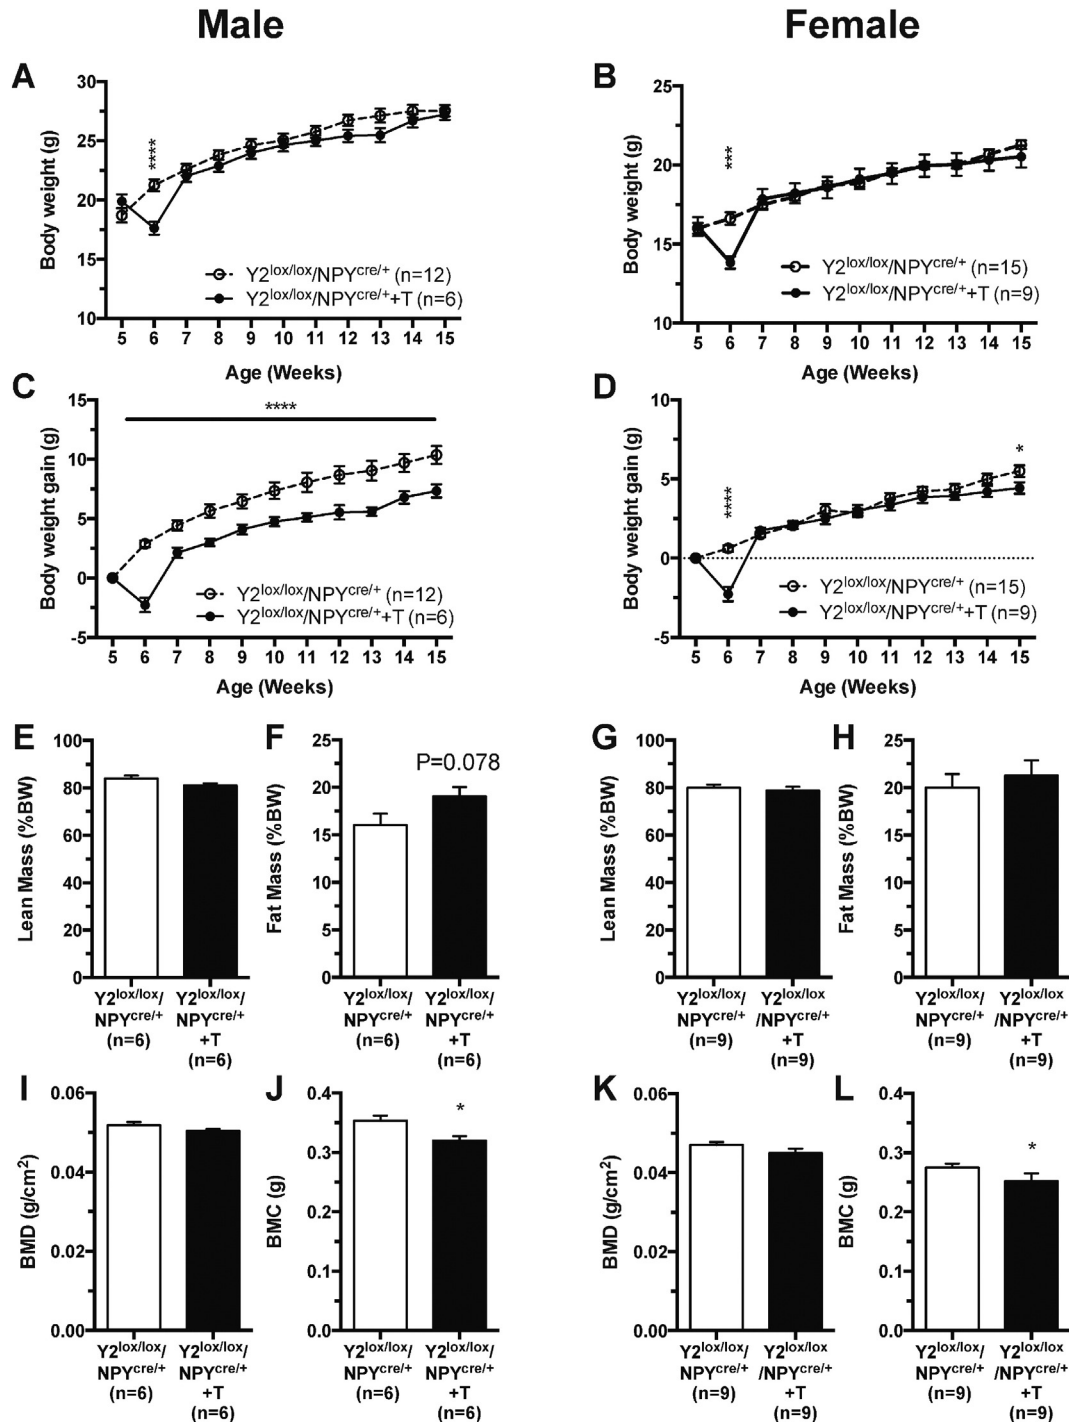 Male
Female
A
Body weight (g)
30
25
20
15
10
****
Y2lox/lox/NPYcre/+ (n=12)
Y2lox/lox/NPYcre/++T (n=6)
5 6 7 8 9 10 11 12 13 14 15
Age (Weeks)
B
Body weight (g)
25
20
15
10
***
Y2lox/lox/NPYcre/+ (n=15)
Y2lox/lox/NPYcre/++T (n=9)
5 6 7 8 9 10 11 12 13 14 15
Age (Weeks)
C
Body weight gain (g)
15
10
5
0
-5
****
Y2lox/lox/NPYcre/+ (n=12)
Y2lox/lox/NPYcre/++T (n=6)
5 6 7 8 9 10 11 12 13 14 15
Age (Weeks)
D
Body weight gain (g)
10
5
0
-5
****
*
Y2lox/lox/NPYcre/+ (n=15)
Y2lox/lox/NPYcre/++T (n=9)
5 6 7 8 9 10 11 12 13 14 15
Age (Weeks)
E
Lean Mass (%BW)
100
80
60
40
20
0
Y2lox/lox/ Y2lox/lox/
NPYcre/+ NPYcre/+
(n=6) +T
(n=6)
F
Fat Mass (%BW)
25
20
15
10
5
0
P=0.078
Y2lox/lox/ Y2lox/lox/
NPYcre/+ NPYcre/+
(n=6) +T
(n=6)
G
Lean Mass (%BW)
100
80
60
40
20
0
Y2lox/lox/ Y2lox/lox
NPYcre/+ /NPYcre/+
(n=9) +T
(n=9)
H
Fat Mass (%BW)
25
20
15
10
5
0
Y2lox/lox/ Y2lox/lox
NPYcre/+ /NPYcre/+
(n=9) +T
(n=9)
I
BMD (g/cm2)
0.06
0.04
0.02
0.00
Y2lox/lox/ Y2lox/lox/
NPYcre/+ NPYcre/+
(n=6) +T
(n=6)
J
BMC (g)
0.4
0.3
0.2
0.1
0.0
*
Y2lox/lox/ Y2lox/lox/
NPYcre/+ NPYcre/+
(n=6) +T
(n=6)
K
BMD (g/cm2)
0.06
0.04
0.02
0.00
Y2lox/lox/ Y2lox/lox
NPYcre/+ /NPYcre/+
(n=9) +T
(n=9)
L
BMC (g)
0.4
0.3
0.2
0.1
0.0
*
Y2lox/lox/ Y2lox/lox
NPYcre/+ /NPYcre/+
(n=9) +T
(n=9)